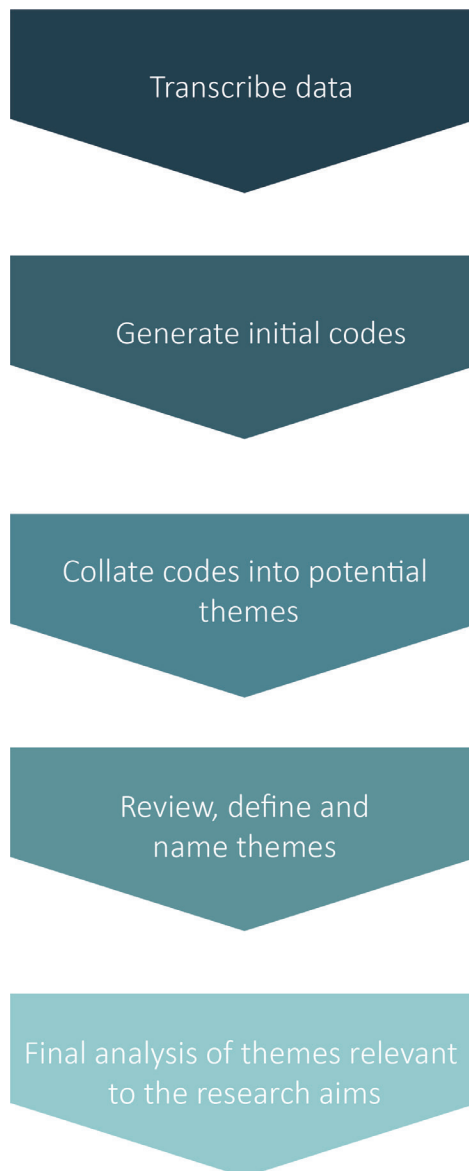 Transcribe data
Generate initial codes
Collate codes into potential
themes
Review, define and
name themes
Final analysis of themes relevant
to the research aims